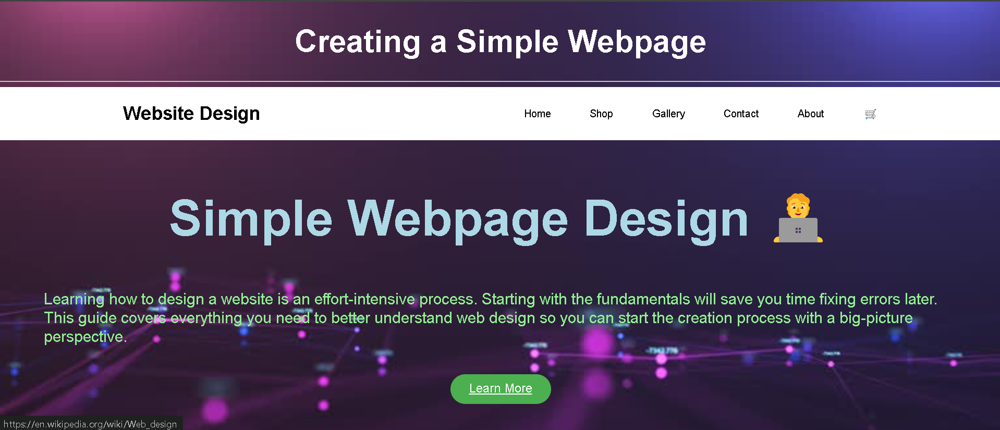 Creating a Simple Webpage
Website Design
Home Shop Gallery Contact About
Simple Webpage Design
Learning how to design a website is an effort-intensive process. Starting with the fundamentals will save you time fixing errors later.
This guide covers everything you need to better understand web design so you can start the creation process with a big-picture
perspective.
-7342.776
Learn More
https://en.wikipedia.org/wiki/Web_design